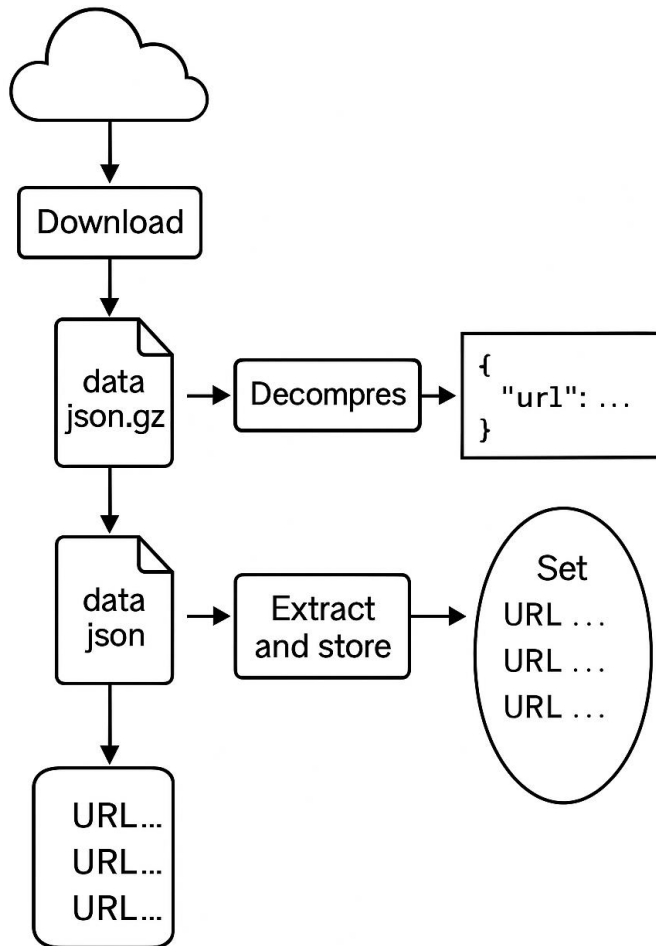 Download
data
json.gz
Decompres
{
"url": ...
}
data
json
Extract
and store
Set
URL ...
URL ...
URL ...
URL...
URL...
URL...